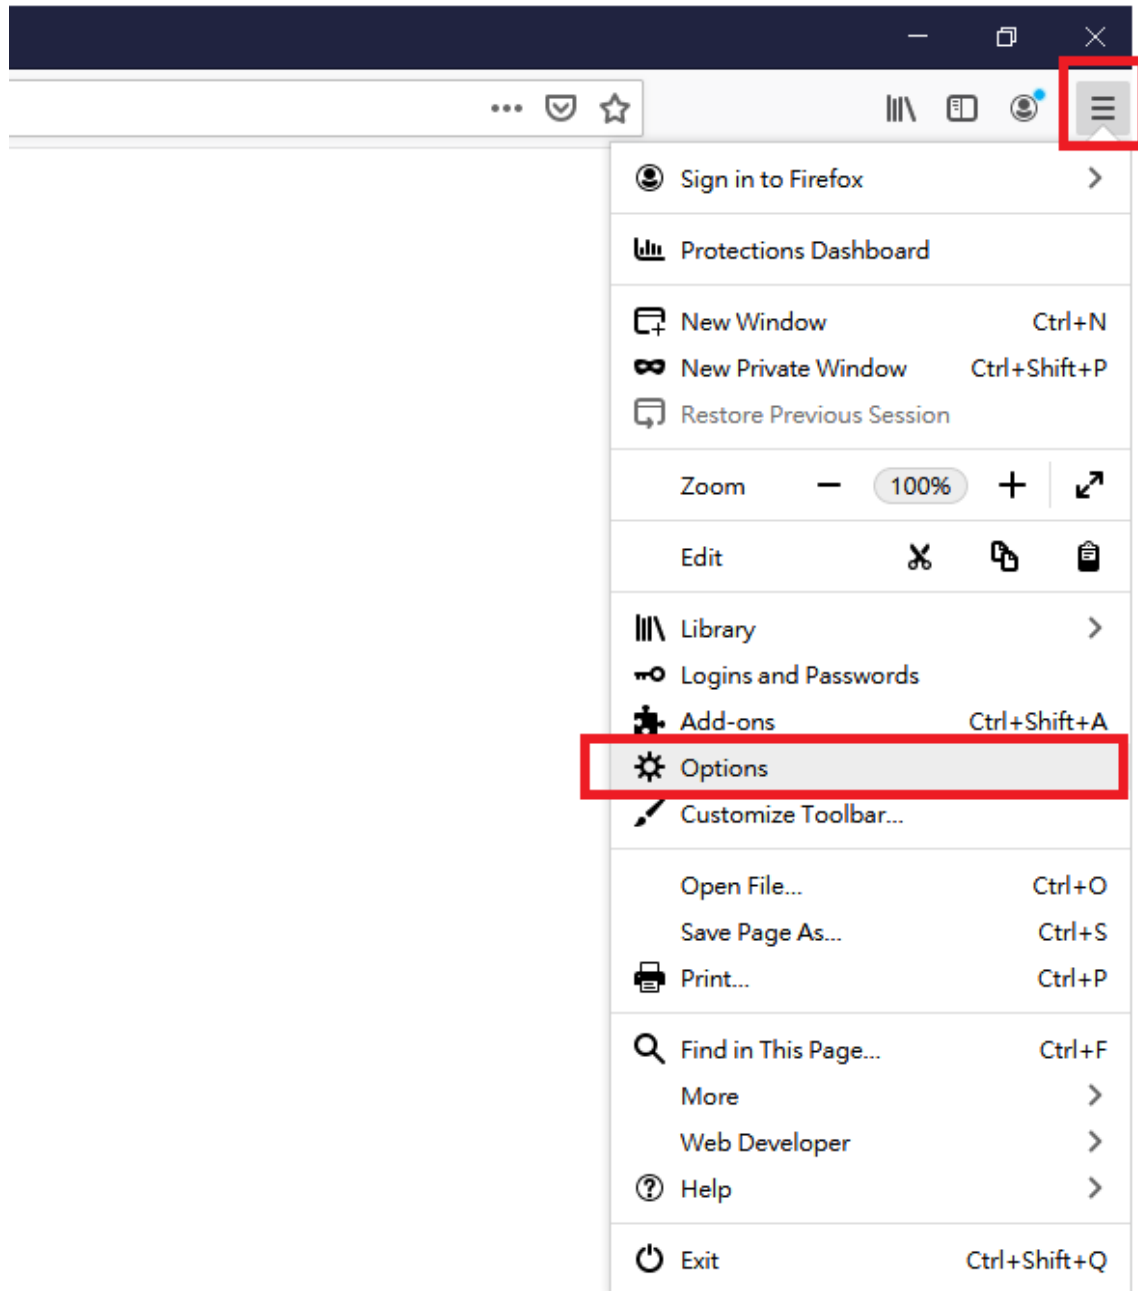 Sign in to Firefox
Protections Dashboard
New Window Ctrl+N
New Private Window Ctrl+Shift+P
Restore Previous Session
Zoom 100%
Edit
Library
Logins and Passwords
Add-ons Ctrl+Shift+A
Options
Customize Toolbar...
Open File... Ctrl+O
Save Page As... Ctrl+S
Print... Ctrl+P
Find in This Page... Ctrl+F
More
Web Developer
Help
Exit Ctrl+Shift+Q